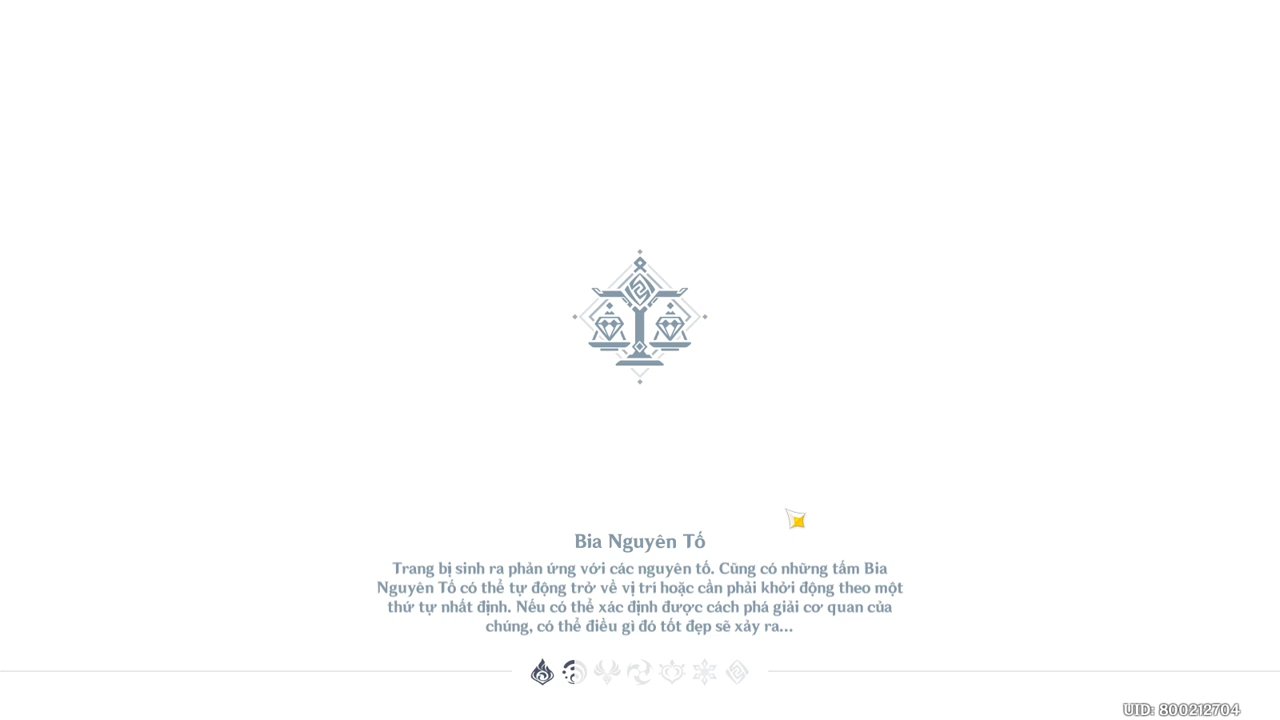 Bia Nguyên Tố
Trang bị sinh ra phản ứng với các nguyên tố. Cũng có những tấm Bia
Nguyên Tố có thể tự động trở về vị trí hoặc cần phải khởi động theo một
thứ tự nhất định. Nếu có thể xác định được cách phá giải cơ quan của
chúng, có thể điều gì đó tốt đẹp sẽ xảy ra...
UID: 800212704